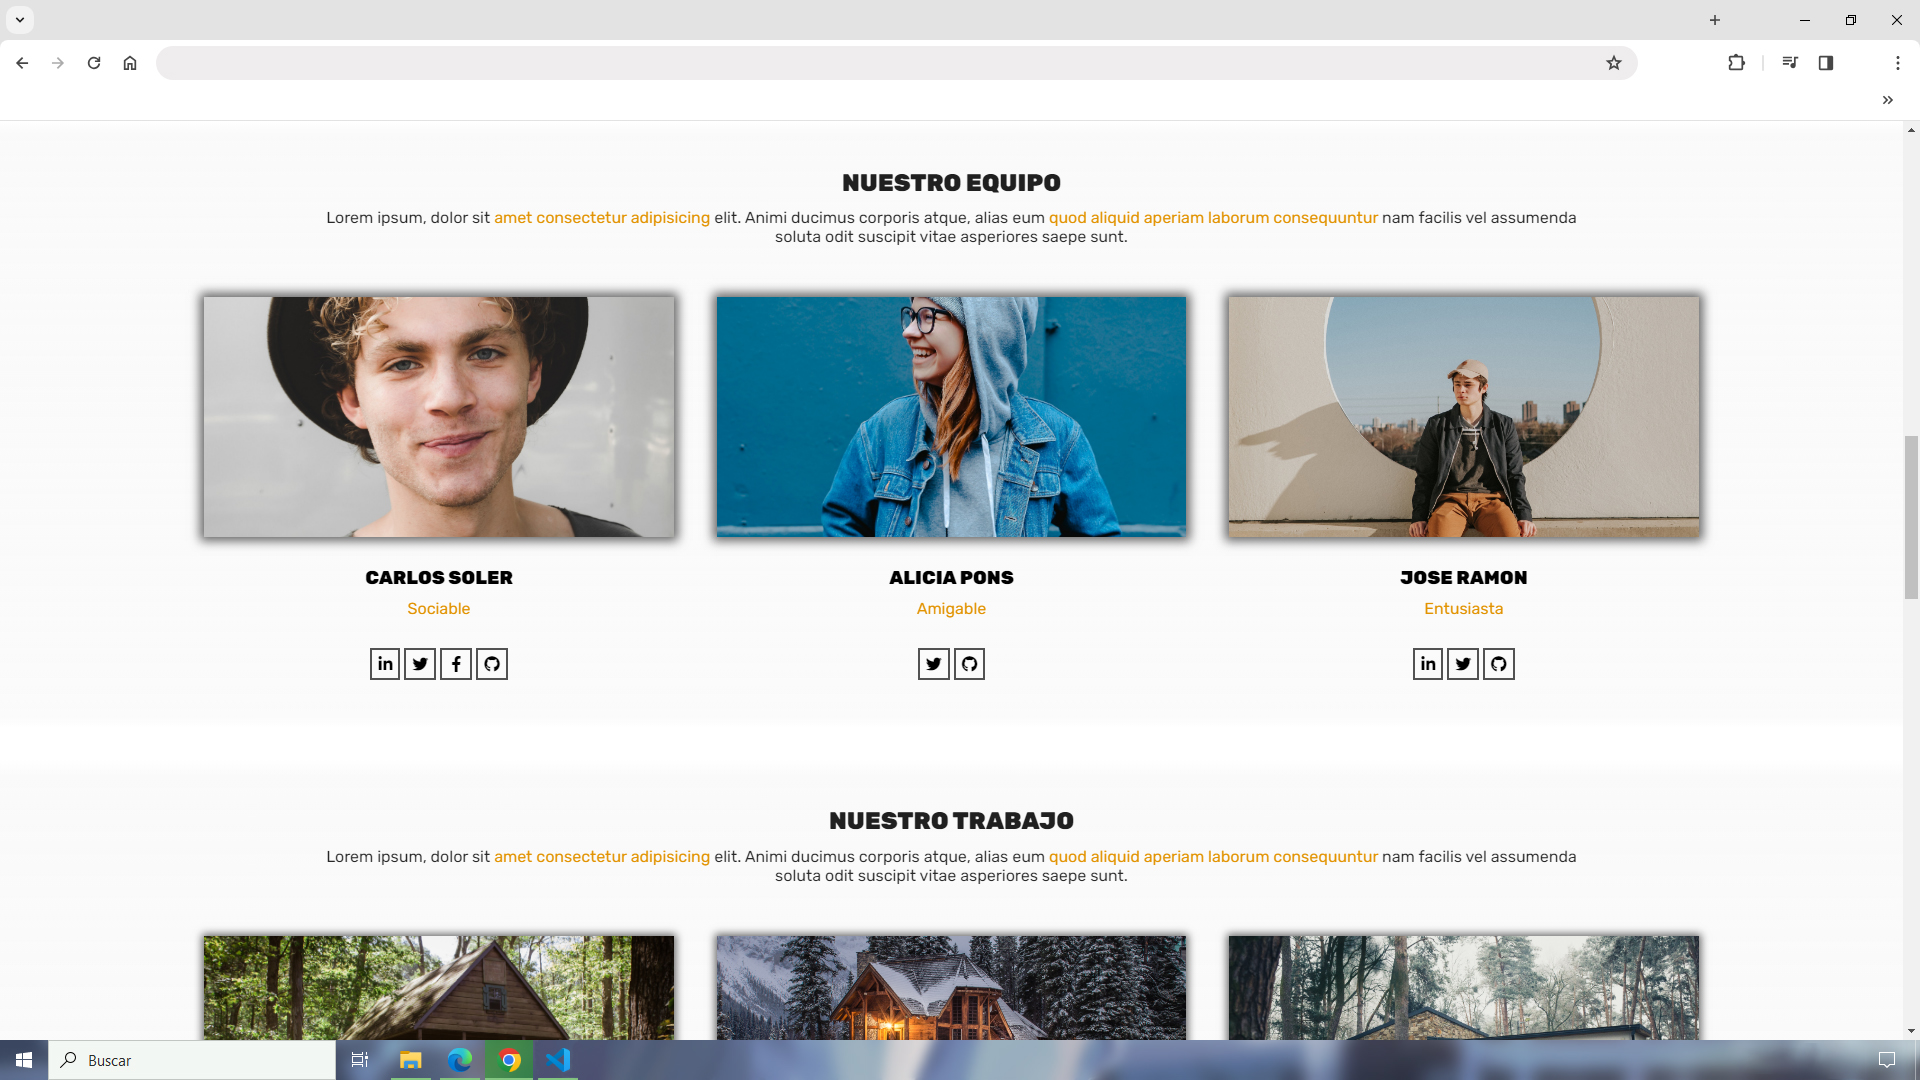 NUESTRO EQUIPO
Lorem ipsum, dolor sit amet consectetur adipisicing elit. Animi ducimus corporis atque, alias eum quod aliquid aperiam laborum consequuntur nam facilis vel assumenda
soluta odit suscipit vitae asperiores saepe sunt.
CARLOS SOLER
Sociable
in
ALICIA PONS
Amigable
JOSE RAMON
Entusiasta
in
NUESTRO TRABAJO
Lorem ipsum, dolor sit amet consectetur adipisicing elit. Animi ducimus corporis atque, alias eum quod aliquid aperiam laborum consequuntur nam facilis vel assumenda
soluta odit suscipit vitae asperiores saepe sunt.
Buscar